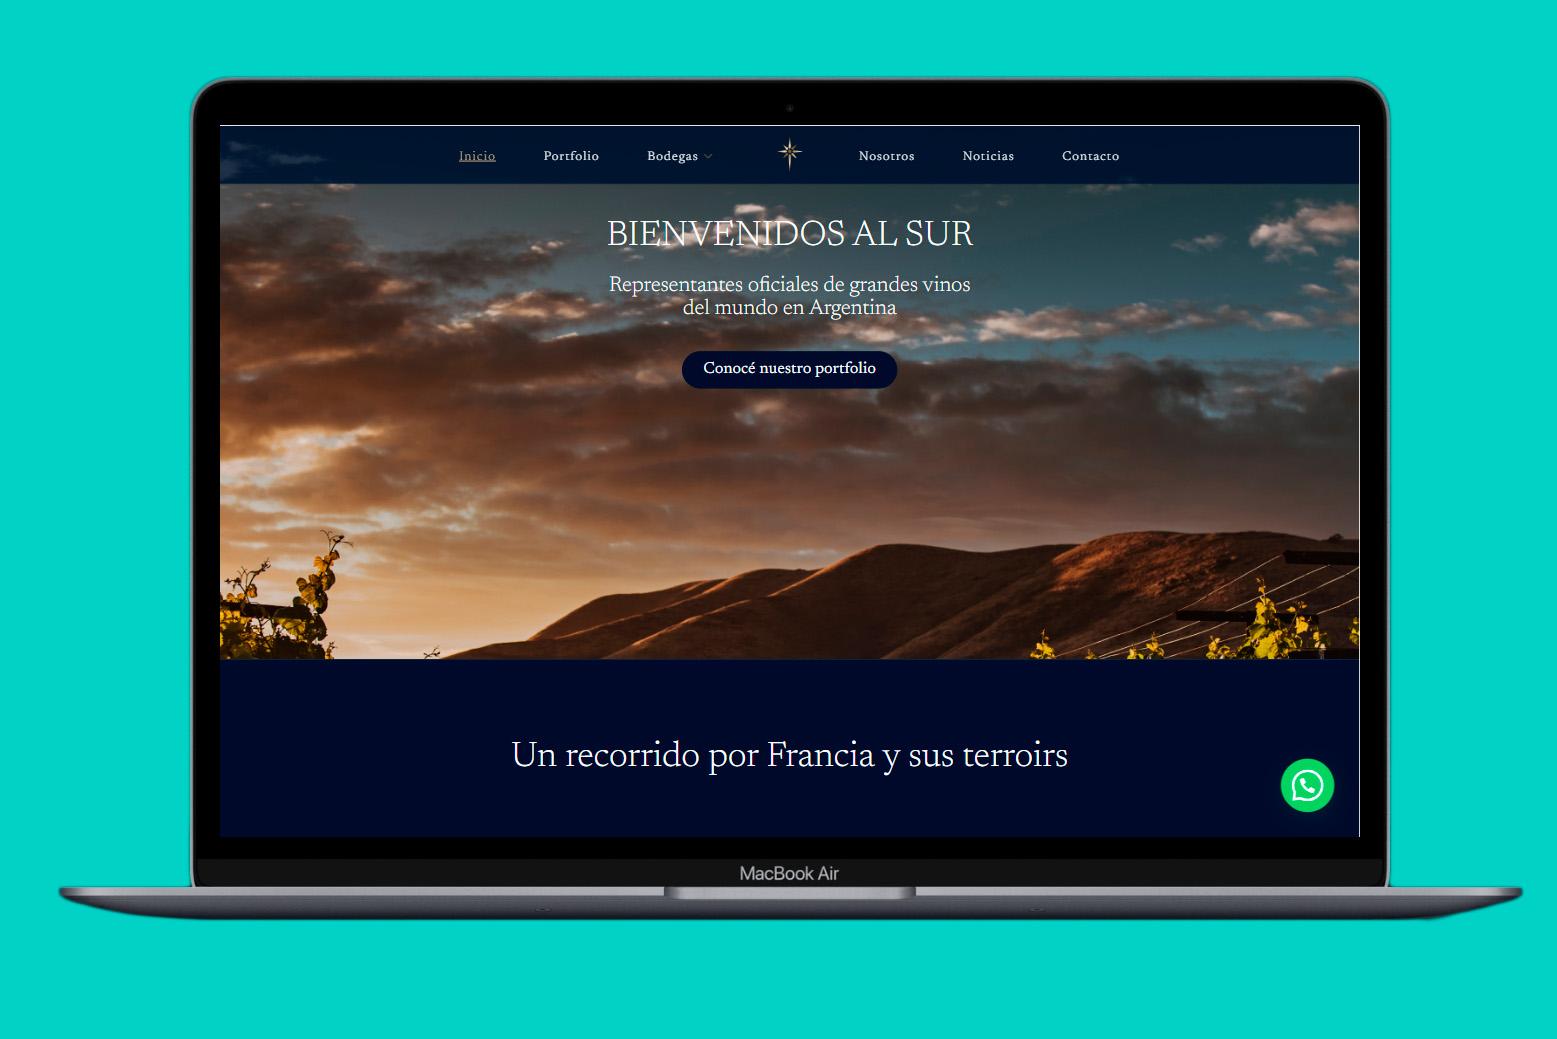 Inicio
Portfolio
Bodegas
Nosotros
Noticias
Contacto
BIENVENIDOS AL SUR
Representantes oficiales de grandes vinos
del mundo en Argentina
Conocé nuestro portfolio
Un recorrido por Francia y sus terroirs
MacBook Air